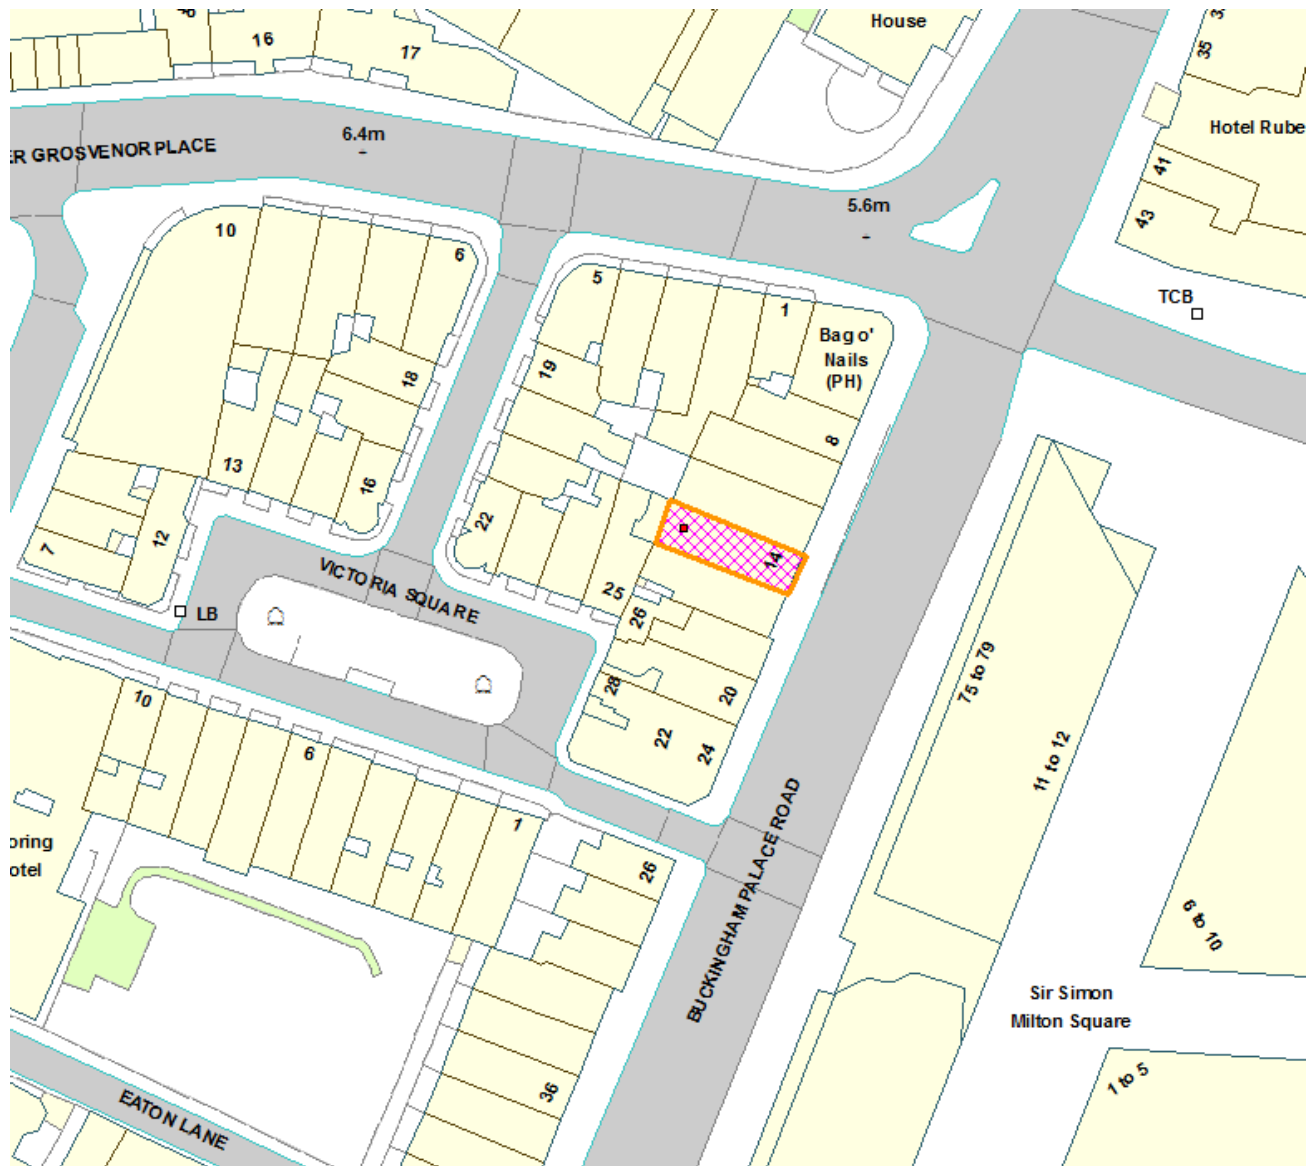 House
16
17
35
Hotel Rube
6.4m
ER GROSVENOR PLACE
41
5.6m
43
10
6
5
TCB
1
Bag o'
Nails
(PH)
19
18
8
13
16
22
14
12
7
VICTORIA SQUARE
25
26
LB
75 to 79
28
20
10
6
22
24
11 to 12
1
BUCKINGHAM PALACE ROAD
oring
otel
26
6 to 10
Sir Simon
Milton Square
36
1 to 5
EATON LANE